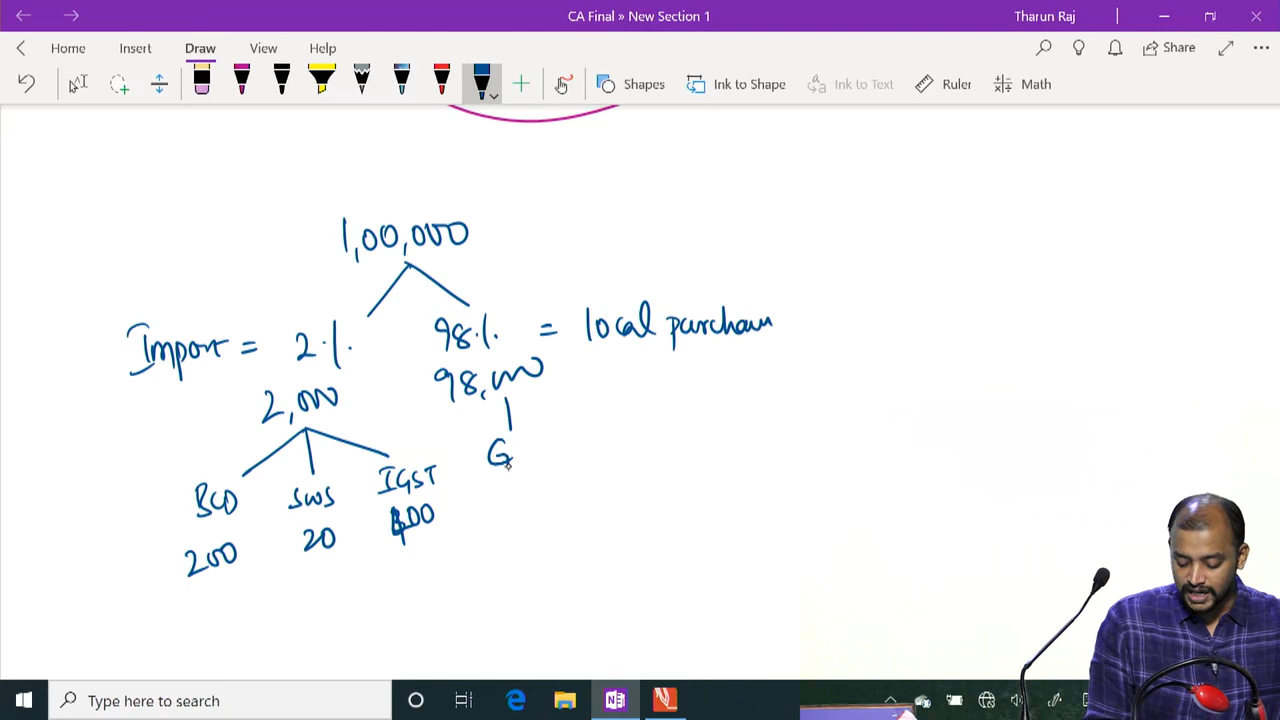 CA Final » New Section 1
Tharun Raj
Home Insert Draw View Help
Share
Shapes Ink to Shape Ink to Text Ruler Math
1,00,000
Import = 2%. 98%. = local purchase
2,000 98,000
BCD SWS IGST G
200 20 400
Type here to search